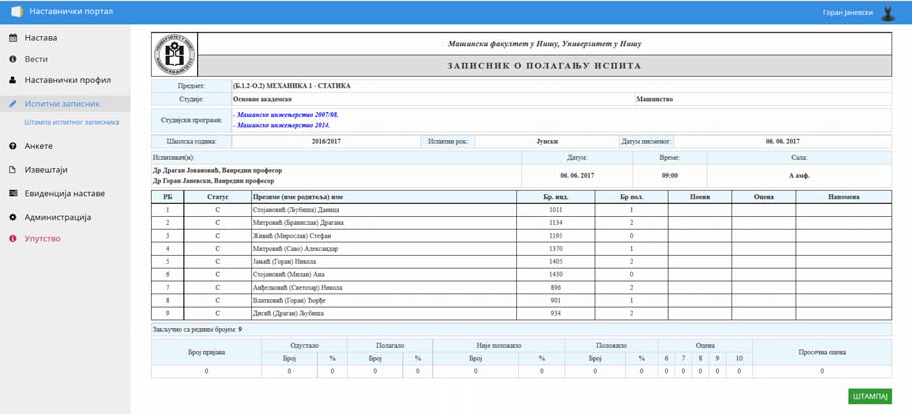 Наставнички портал
Горан Јаневски
Настава
Вести
Наставнички профил
Испитни записник
Штампа испитног записника
Анкете
Извештаји
Евиденција наставе
Администрација
Упутство
Машински факултет у Нишу, Универзитет у Нишу
ЗАПИСНИК О ПОЛАГАЊУ ИСПИТА
Предмет: (Б.1.2-О.2) МЕХАНИКА 1 - СТАТИКА
Студије: Основне академске Машинство
Студијски програми: - Машинско инжењерство 2007/08.
- Машинско инжењерство 2014.
Школска година: 2016/2017 Испитни рок: Јунски Датум писменог: 06. 06. 2017
Испитивач(и): Датум: Време: Сала:
Др Драган Јовановић, Ванредни професор
Др Горан Јаневски, Ванредни професор
06. 06. 2017 09:00 А амф.
РБ Статус Презиме (име родитеља) име Бр. инд. Бр пол. Поени Оцена Напомена
1 С Стојановић (Љубиша) Даница 1011 1
2 С Митровић (Бранислав) Драгана 1134 2
3 С Живић (Мирослав) Стефан 1195 0
4 С Митровић (Саво) Александар 1370 1
5 С Јањић (Горан) Никола 1405 2
6 С Стојановић (Милан) Ана 1430 0
7 С Анђелковић (Светозар) Никола 896 2
8 С Влатковић (Горан) Ђорђе 901 1
9 С Дисић (Драган) Љубиша 934 2
Закључно са редним бројем: 9
Број пријава Одустало Полагало Није положило Положило Оцена Просечна оцена
Број % Број % Број % Број % 6 7 8 9 10
0 0 0 0 0 0 0 0 0 0 0 0 0 0 0
ШТАМПАЈ